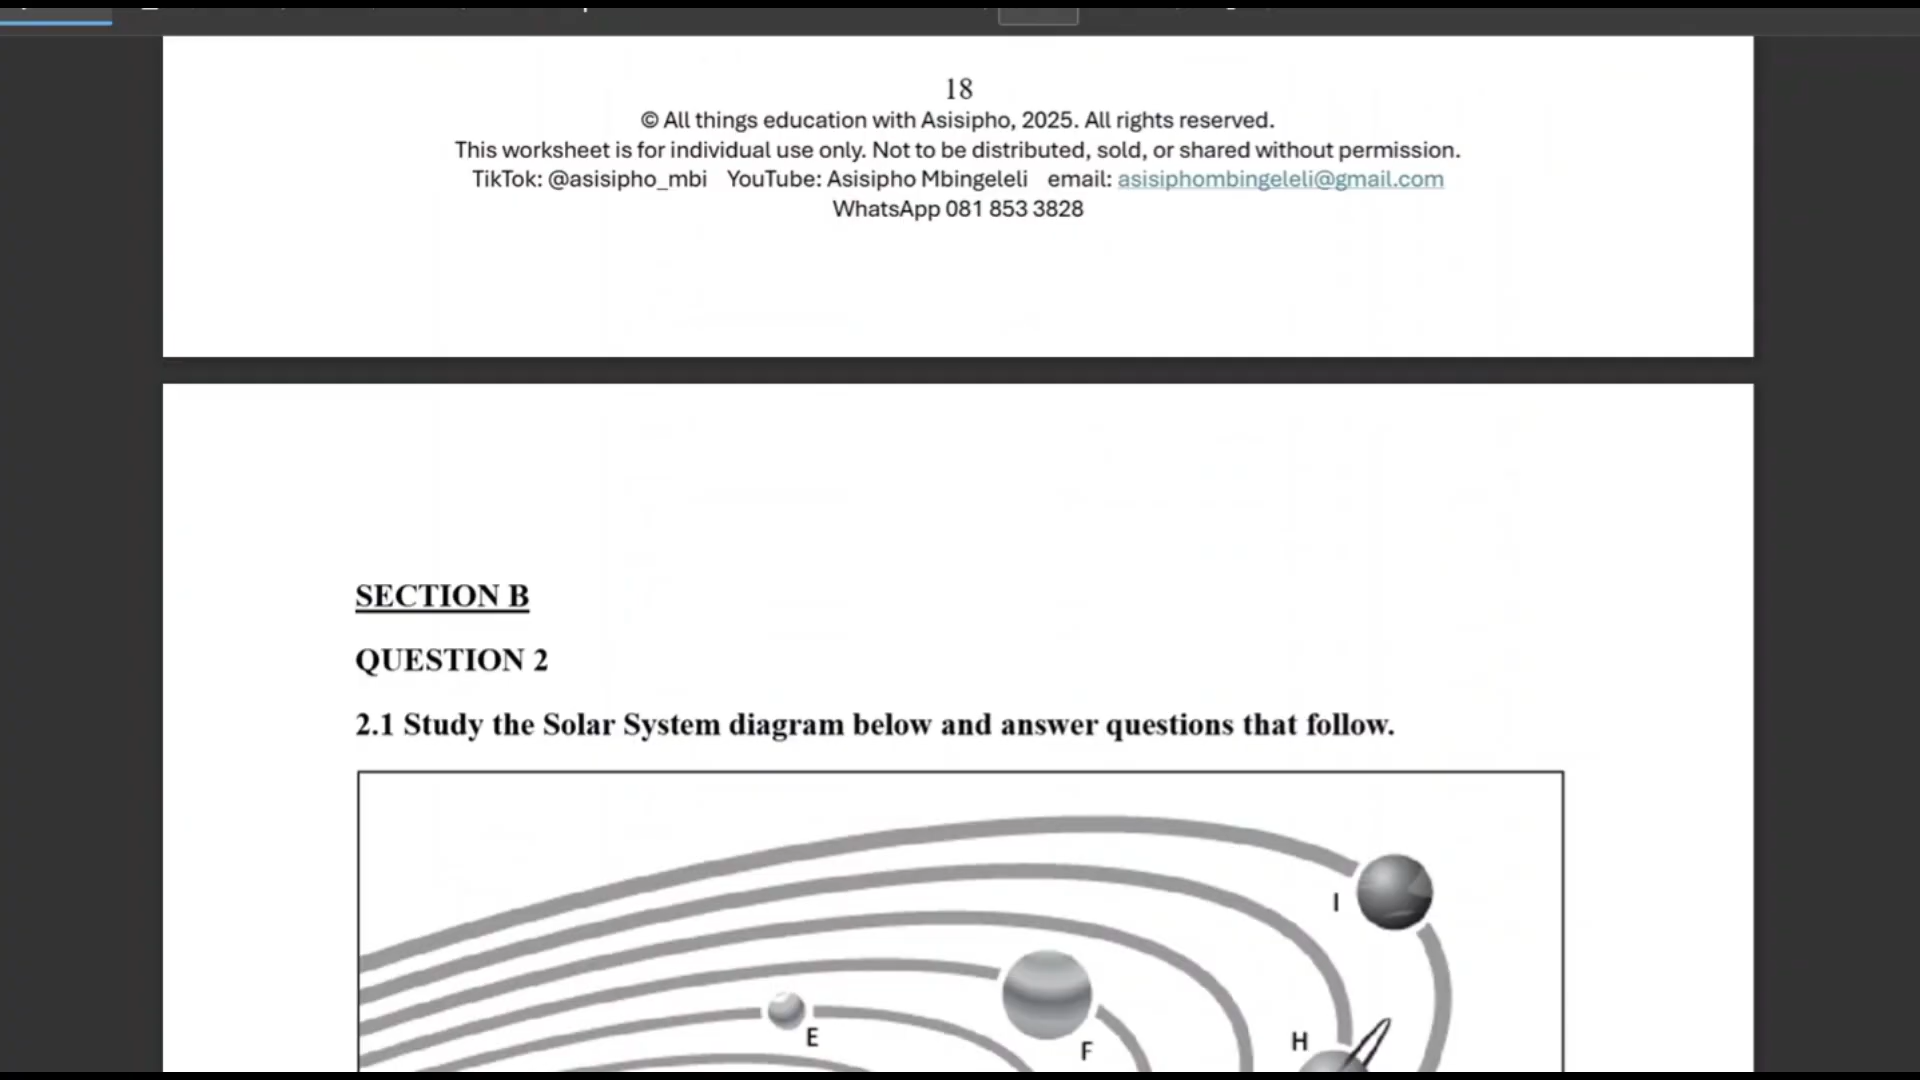 18
© All things education with Asisipho, 2025. All rights reserved.
This worksheet is for individual use only. Not to be distributed, sold, or shared without permission.
TikTok: @asisipho_mbi YouTube: Asisipho Mbingeleli email: asisiphombingeleli@gmail.com
WhatsApp 081 853 3828
SECTION B
QUESTION 2
2.1 Study the Solar System diagram below and answer questions that follow.
I
E
F
H